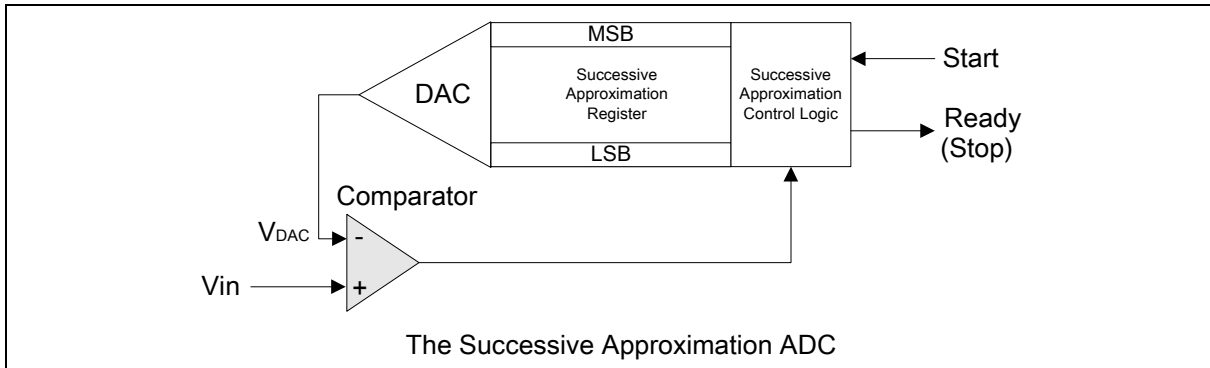 MSB
DAC
Successive
Approximation
Register
Successive
Approximation
Control Logic
Start
Ready
(Stop)
LSB
Comparator
VDAC
-
Vin
+
The Successive Approximation ADC